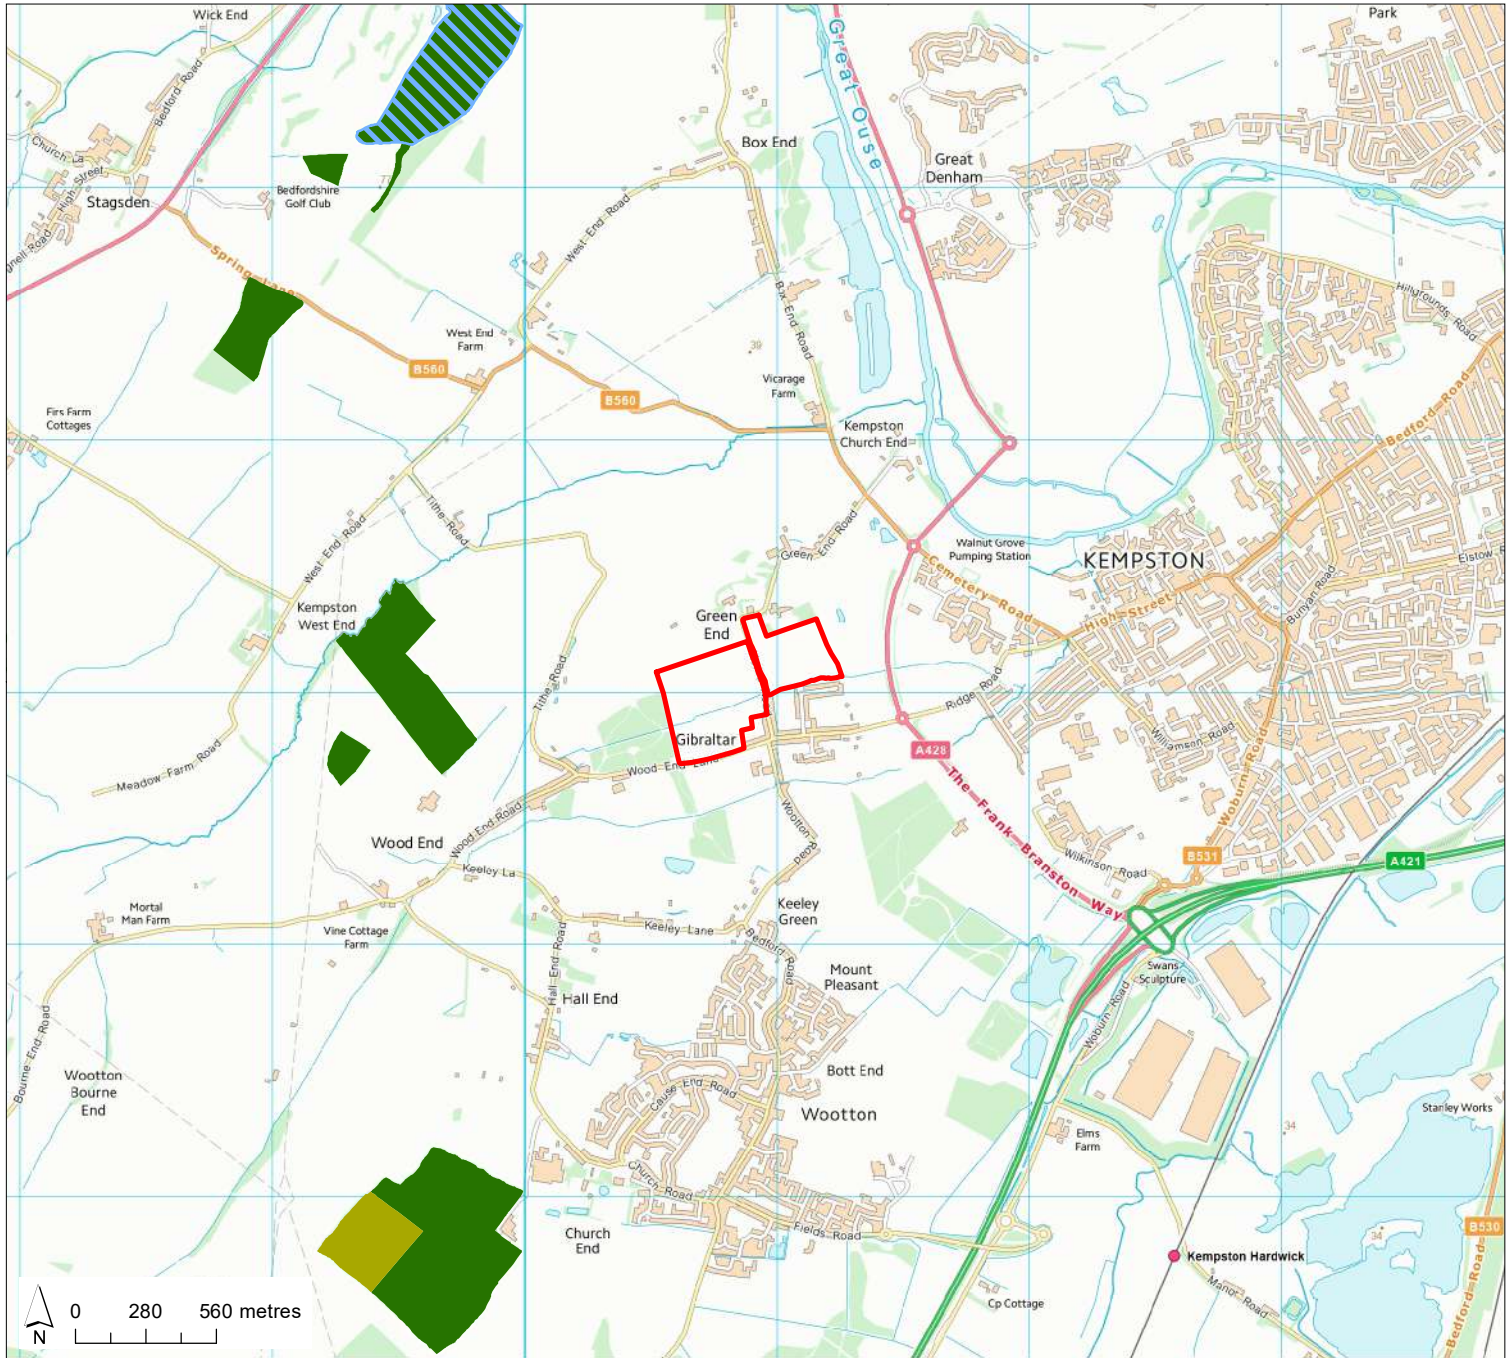 Wick End
Park
Bedford Road
Great Ouse
Church La
High Street
Stagsden
Bedfordshire
Golf Club
77
Box End
Great
Denham
West End Road
Spring Lane
Box End Road
Hillgrounds Road
West End
Farm
39
B560
B560
Vicarage
Farm
Firs Farm
Cottages
Kempston
Church End
Bedford Road
Tithe Road
West End Road
Green End Road
Walnut Grove
Pumping Station
KEMPSTON
Cemetery Road
High Street
Bunyan Road
Kempston
West End
Green
End
Tithe Road
Ridge Road
Gibraltar
A428
Williamson Road
Woburn Road
Meadow Farm Road
Wood End Lane
The Frank Branston Way
Wootton Road
Wood End
Wood End Road
Keeley La
Wilkinson Road
B531
A421
Mortal
Man Farm
Vine Cottage
Farm
Keeley
Green
Keeley Lane
Bedford Road
Hall End Road
Hall End
Mount
Pleasant
Swans
Sculpture
Woburn Road
Bourne End Road
Wootton
Bourne
End
Bott End
Cause End Road
Wootton
Stanley Works
34
Elms
Farm
Church Road
Church
End
Fields Road
34
B530
Kempston Hardwick
Manor Road
Bedford Road
Cp Cottage
N
0 280 560 metres